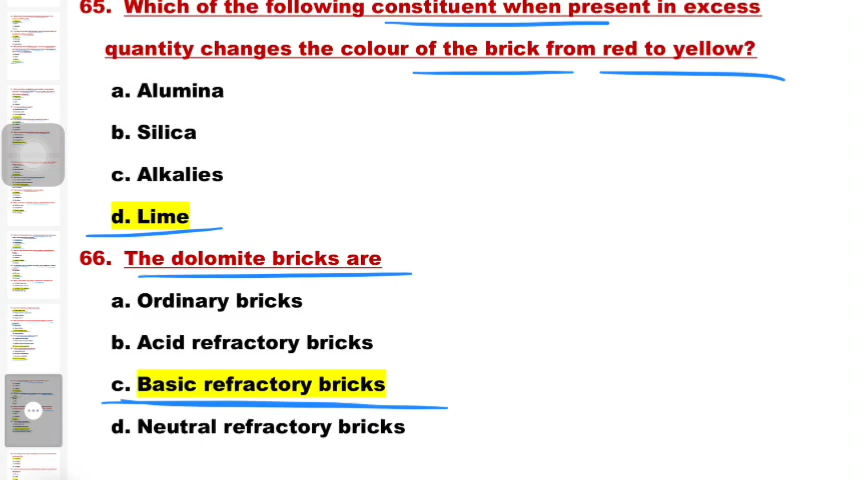 65. Which of the following constituent when present in excess
quantity changes the colour of the brick from red to yellow?
a. Alumina
b. Silica
c. Alkalies
d. Lime
66. The dolomite bricks are
a. Ordinary bricks
b. Acid refractory bricks
c. Basic refractory bricks
d. Neutral refractory bricks